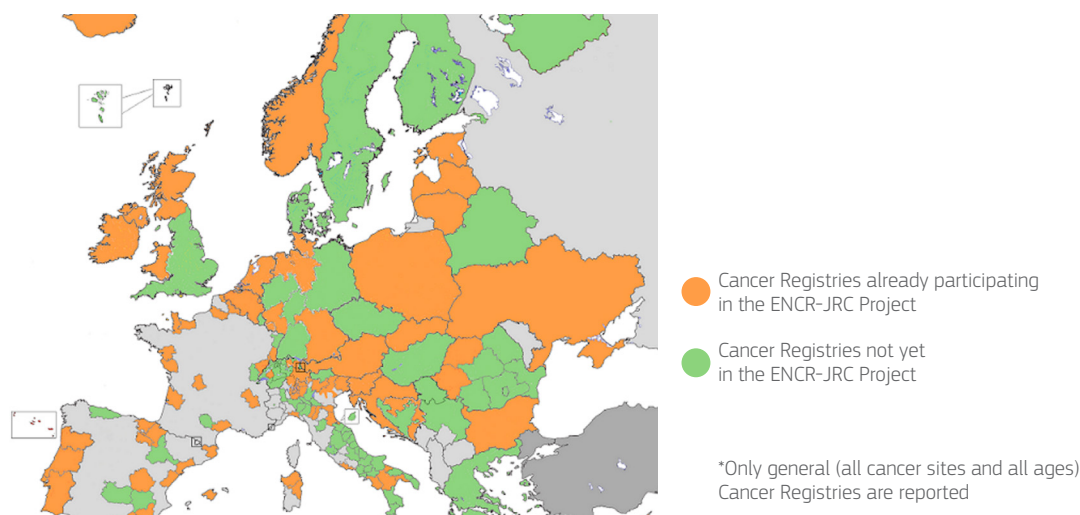 Cancer Registries already participating
in the ENCR-JRC Project
Cancer Registries not yet
in the ENCR-JRC Project
*Only general (all cancer sites and all ages)
Cancer Registries are reported